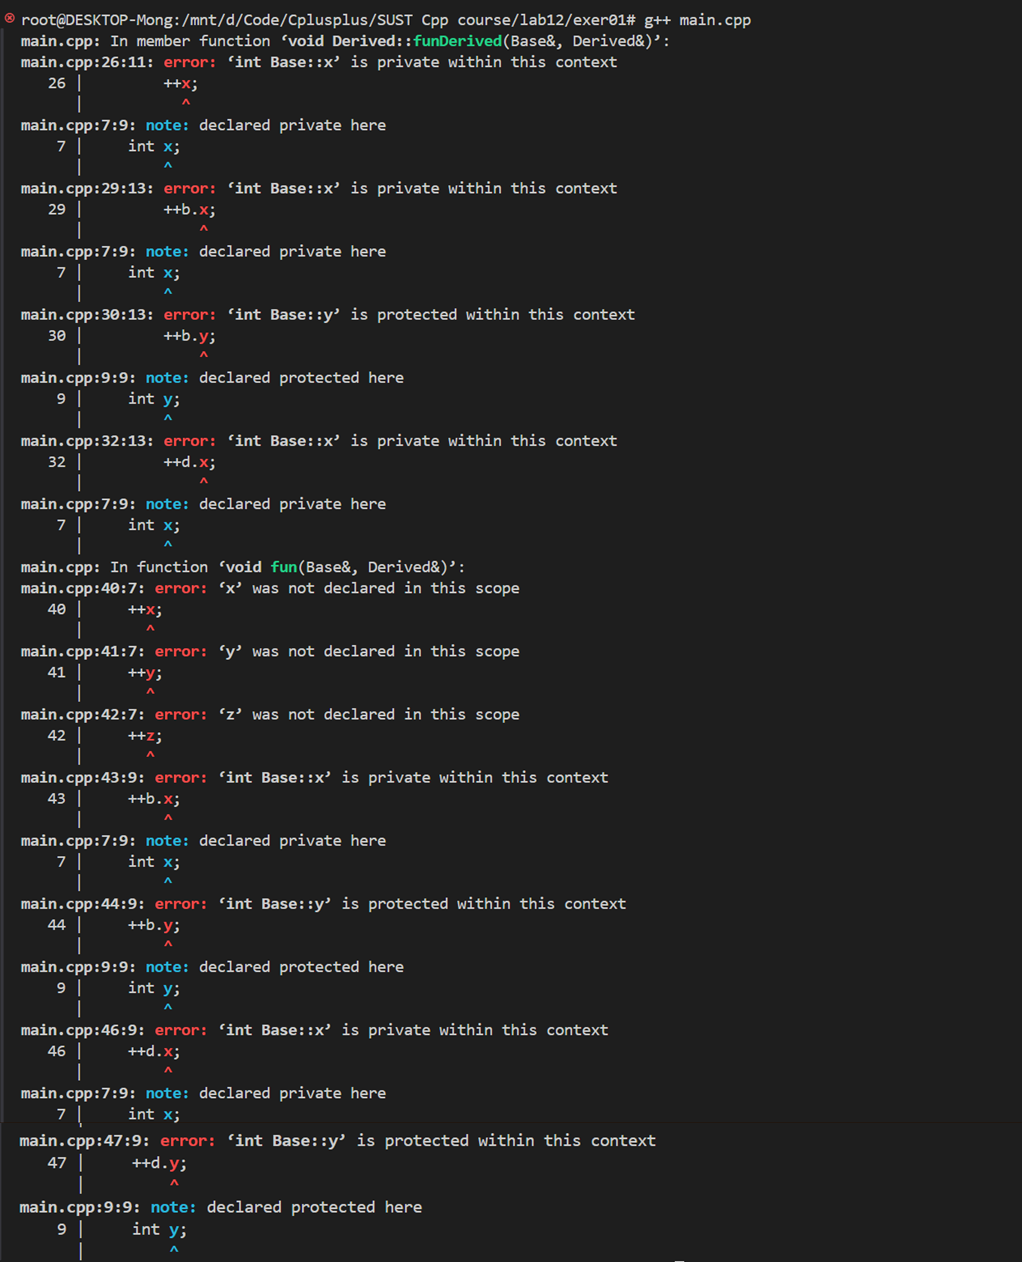 root@DESKTOP-Mong:/mnt/d/Code/Cplusplus/SUST Cpp course/lab12/exer01# g++ main.cpp
main.cpp: In member function ‘void Derived::funDerived(Base&, Derived&)’:
main.cpp:26:11: error: ‘int Base::x’ is private within this context
   26 |         ++x;
      |           ^
main.cpp:7:9: note: declared private here
    7 |     int x;
      |         ^
main.cpp:29:13: error: ‘int Base::x’ is private within this context
   29 |         ++b.x;
      |             ^
main.cpp:7:9: note: declared private here
    7 |     int x;
      |         ^
main.cpp:30:13: error: ‘int Base::y’ is protected within this context
   30 |         ++b.y;
      |             ^
main.cpp:9:9: note: declared protected here
    9 |     int y;
      |         ^
main.cpp:32:13: error: ‘int Base::x’ is private within this context
   32 |         ++d.x;
      |             ^
main.cpp:7:9: note: declared private here
    7 |     int x;
      |         ^
main.cpp: In function ‘void fun(Base&, Derived&)’:
main.cpp:40:7: error: ‘x’ was not declared in this scope
   40 |     ++x;
      |       ^
main.cpp:41:7: error: ‘y’ was not declared in this scope
   41 |     ++y;
      |       ^
main.cpp:42:7: error: ‘z’ was not declared in this scope
   42 |     ++z;
      |       ^
main.cpp:43:9: error: ‘int Base::x’ is private within this context
   43 |     ++b.x;
      |         ^
main.cpp:7:9: note: declared private here
    7 |     int x;
      |         ^
main.cpp:44:9: error: ‘int Base::y’ is protected within this context
   44 |     ++b.y;
      |         ^
main.cpp:9:9: note: declared protected here
    9 |     int y;
      |         ^
main.cpp:46:9: error: ‘int Base::x’ is private within this context
   46 |     ++d.x;
      |         ^
main.cpp:7:9: note: declared private here
    7 |     int x;
main.cpp:47:9: error: ‘int Base::y’ is protected within this context
   47 |     ++d.y;
      |         ^
main.cpp:9:9: note: declared protected here
    9 |     int y;
      |         ^